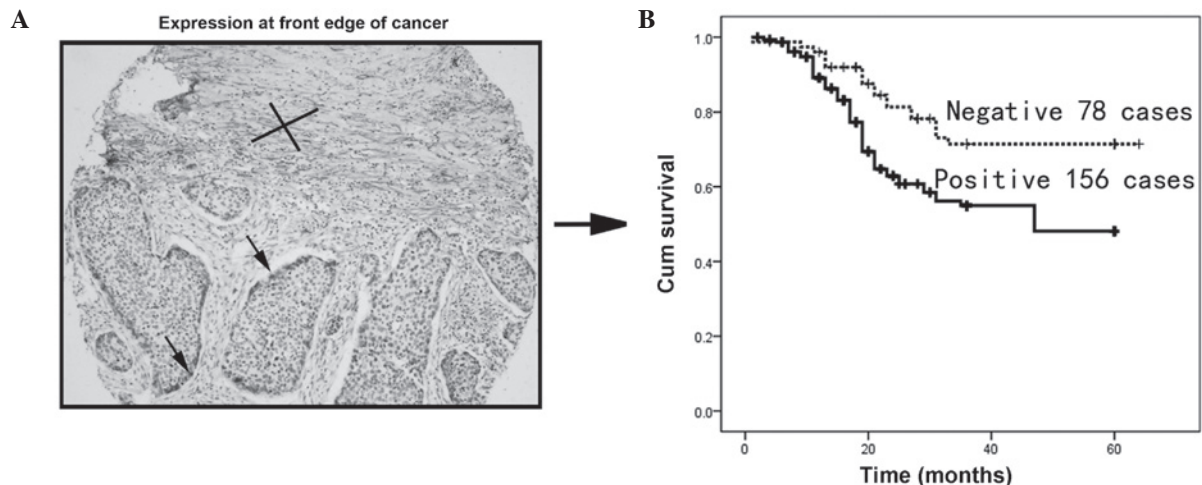 A
Expression at front edge of cancer
B
1.0
0.8
0.6
0.4
0.2
0.0
Cum survival
Negative 78 cases
Positive 156 cases
0
20
40
60
Time (months)